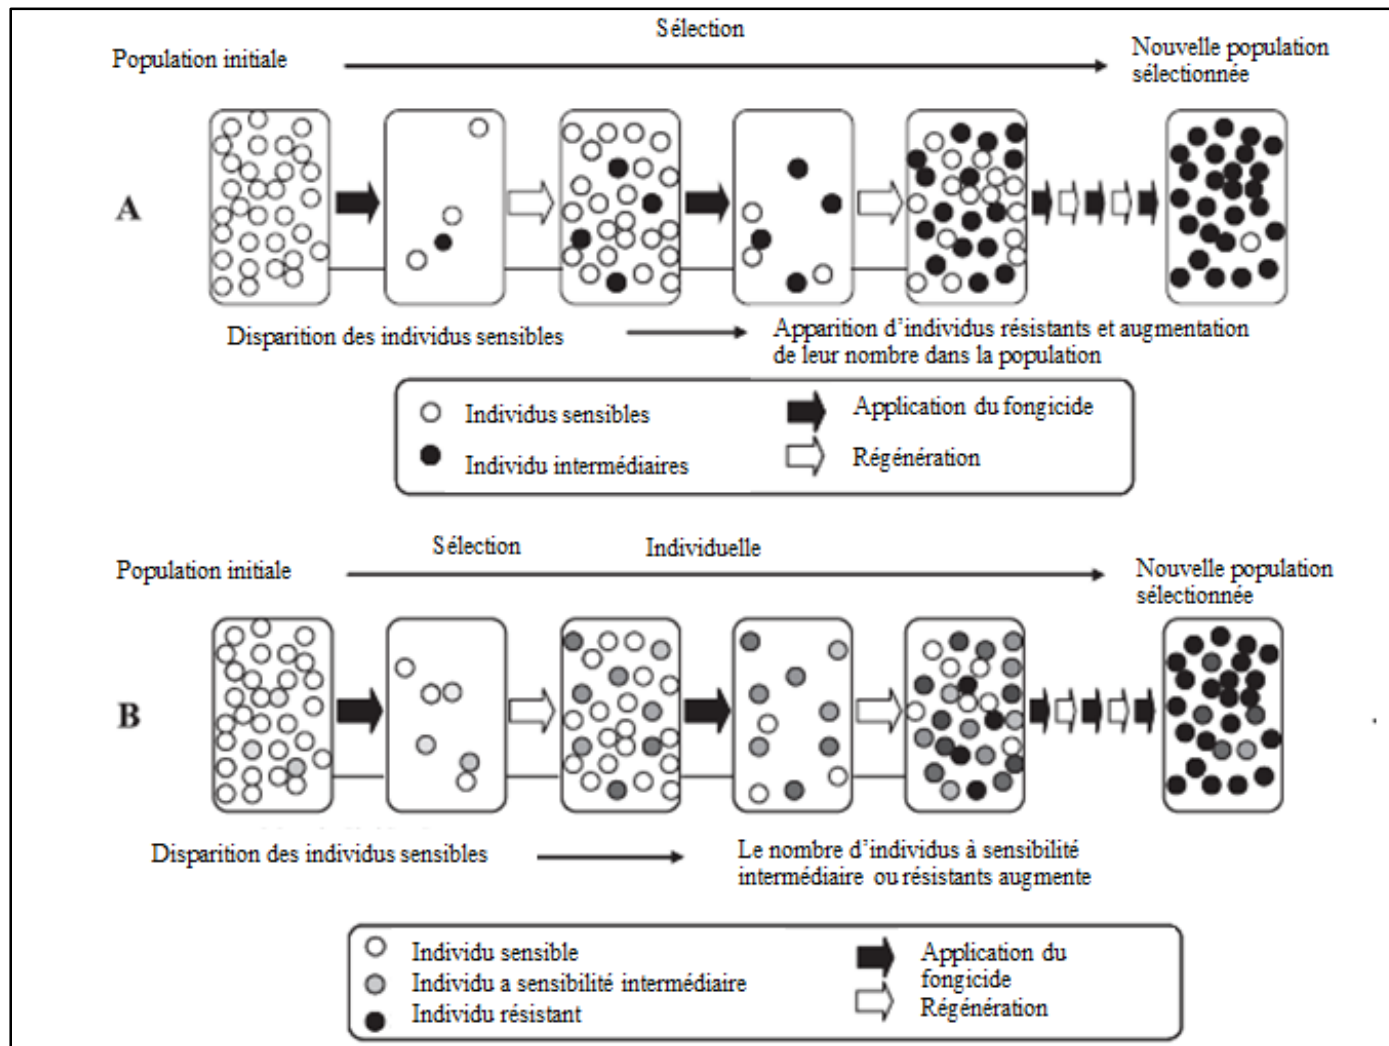 Sélection
Population initiale
Nouvelle population
sélectionnée
A
Disparition des individus sensibles
Apparition d'individus résistants et augmentation
de leur nombre dans la population
Individus sensibles
Application du fongicide
Individu intermédiaires
Régénération
Sélection
Individuelle
Population initiale
Nouvelle population
sélectionnée
B
Disparition des individus sensibles
Le nombre d'individus à sensibilité
intermédiaire ou résistants augmente
Individu sensible
Individu a sensibilité intermédiaire
Individu résistant
Application du
fongicide
Régénération